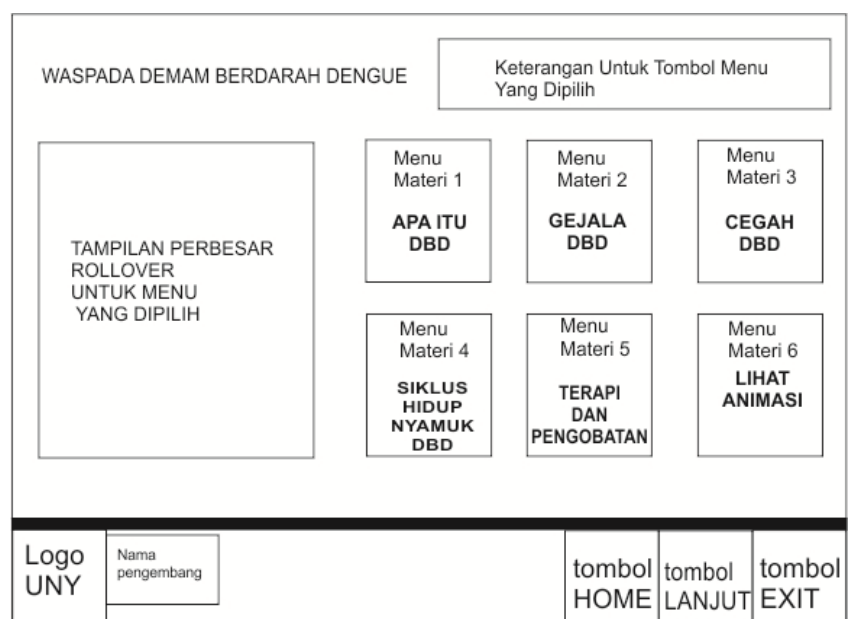 WASPADA DEMAM BERDARAH DENGUE
Keterangan Untuk Tombol Menu
Yang Dipilih
TAMPILAN PERBESAR
ROLLOVER
UNTUK MENU
YANG DIPILIH
Menu
Materi 1
APA ITU
DBD
Menu
Materi 2
GEJALA
DBD
Menu
Materi 3
CEGAH
DBD
Menu
Materi 4
SIKLUS
HIDUP
NYAMUK
DBD
Menu
Materi 5
TERAPI
DAN
PENGOBATAN
Menu
Materi 6
LIHAT
ANIMASI
Logo
UNY
Nama
pengembang
tombol
HOME
tombol
LANJUT
tombol
EXIT